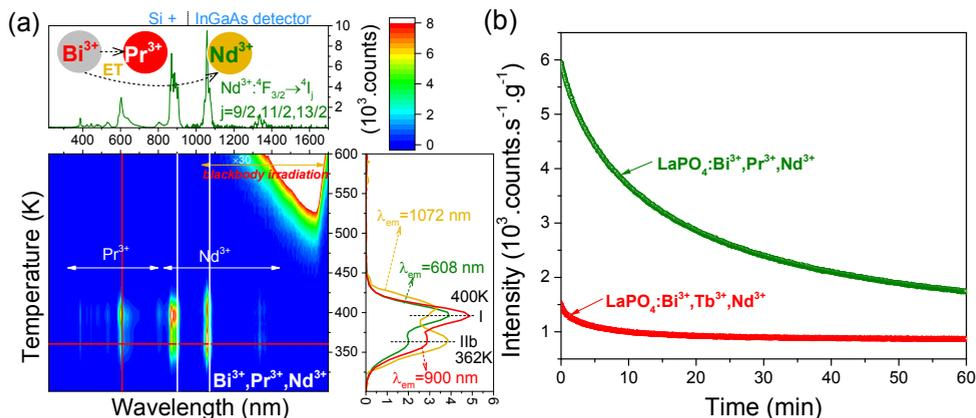 (a)
Si + InGaAs detector
Bi³⁺ Pr³⁺ Nd³⁺
ET
Nd³⁺:⁴F₃/₂→⁴Iⱼ
j=9/2,11/2,13/2
10
8
6
4
2
400 600 800 1000 1200 1400 1600
(10³.counts)
8
6
4
2
0
Temperature (K)
×30
blackbody irradiation
Pr³⁺ Nd³⁺
Bi³⁺,Pr³⁺,Nd³⁺
Wavelength (nm)
600
550
500
450
400
350
λem=1072 nm
λem=608 nm
400K
I
IIb
362K
λem=900 nm
0 1 2 3 4 5 6
(b)
Intensity (10³.counts.s⁻¹.g⁻¹)
6
5
4
3
2
1
LaPO₄:Bi³⁺,Pr³⁺,Nd³⁺
LaPO₄:Bi³⁺,Tb³⁺,Nd³⁺
0 10 20 30 40 50 60
Time (min)